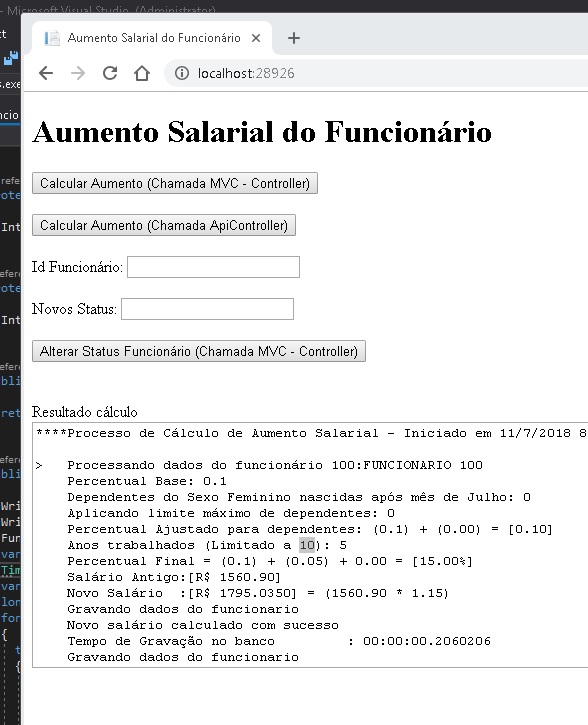 - Microsoft Visual Studio (Administrator)
Aumento Salarial do Funcionário
localhost:28926
Aumento Salarial do Funcionário
Calcular Aumento (Chamada MVC - Controller)
Calcular Aumento (Chamada ApiController)
Id Funcionário:
Novos Status:
Alterar Status Funcionário (Chamada MVC - Controller)
Resultado cálculo
****Processo de Cálculo de Aumento Salarial - Iniciado em 11/7/2018 8
> Processando dados do funcionário 100:FUNCIONARIO 100
Percentual Base: 0.1
Dependentes do Sexo Feminino nascidas após mês de Julho: 0
Aplicando limite máximo de dependentes: 0
Percentual Ajustado para dependentes: (0.1) + (0.00) = [0.10]
Anos trabalhados (Limitado a 10): 5
Percentual Final = (0.1) + (0.05) + 0.00 = [15.00%]
Salário Antigo:[R$ 1560.90]
Novo Salário :[R$ 1795.0350] = (1560.90 * 1.15)
Gravando dados do funcionario
Novo salário calculado com sucesso
Tempo de Gravação no banco : 00:00:00.2060206
Gravando dados do funcionario